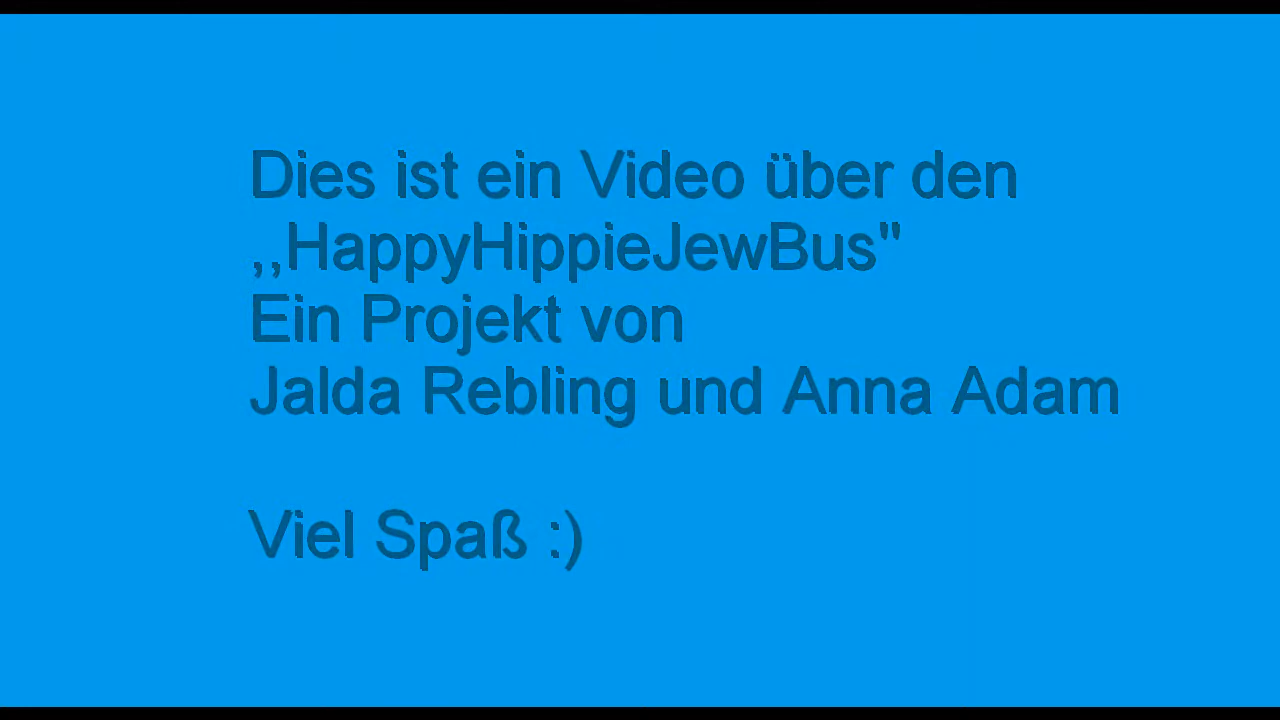 Dies ist ein Video über den
,,HappyHippieJewBus"
Ein Projekt von
Jalda Rebling und Anna Adam
Viel Spaß :)